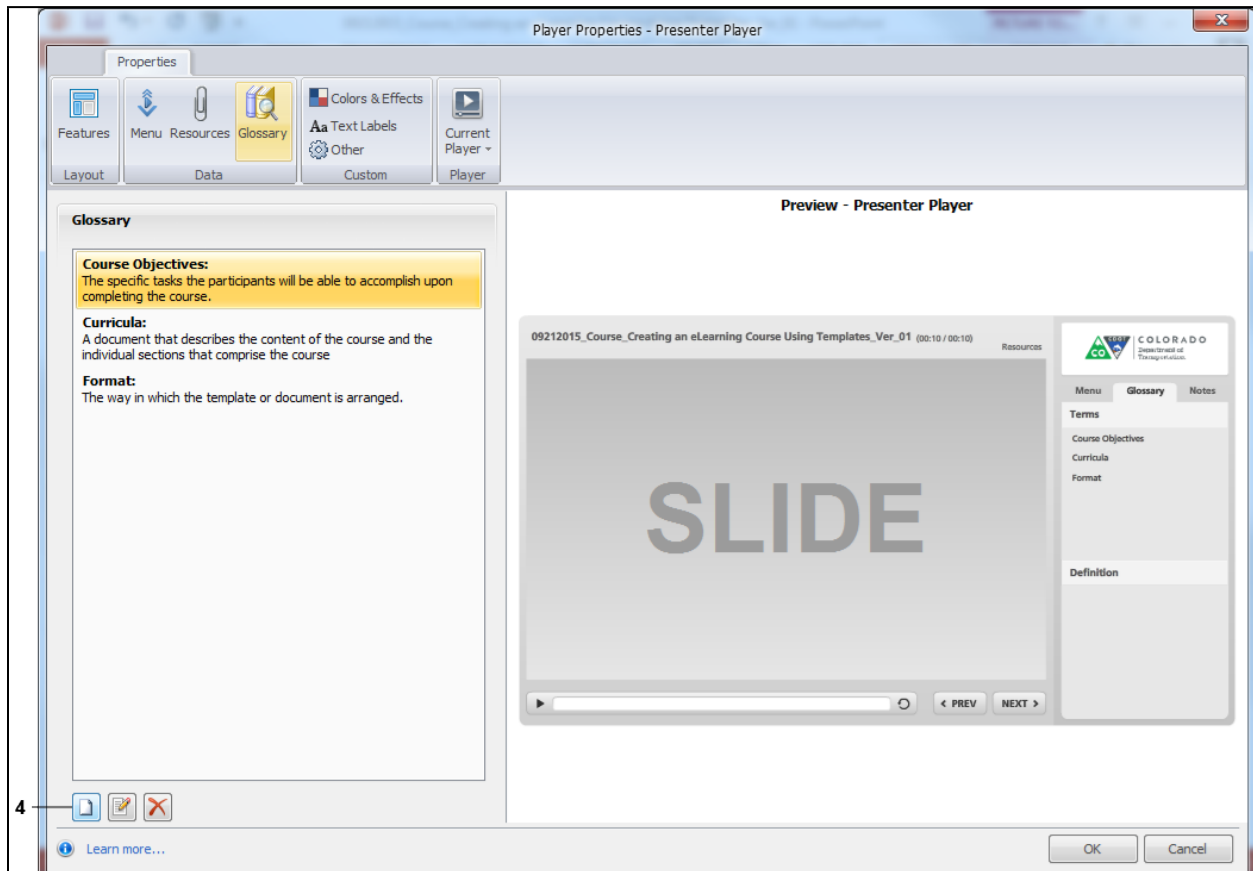 Player Properties - Presenter Player
Properties
Features
Menu Resources Glossary
Colors & Effects
Aa Text Labels
Other
Current
Player
Layout
Data
Custom
Player
Glossary
Course Objectives:
The specific tasks the participants will be able to accomplish upon
completing the course.
Curricula:
A document that describes the content of the course and the
individual sections that comprise the course
Format:
The way in which the template or document is arranged.
4
Learn more...
Preview - Presenter Player
09212015_Course_Creating an eLearning Course Using Templates_Ver_01 (00:10 / 00:10)
Resources
SLIDE
PREV
NEXT
CO
CDOT
COLORADO
Department of
Transportation
Menu Glossary Notes
Terms
Course Objectives
Curricula
Format
Definition
OK
Cancel